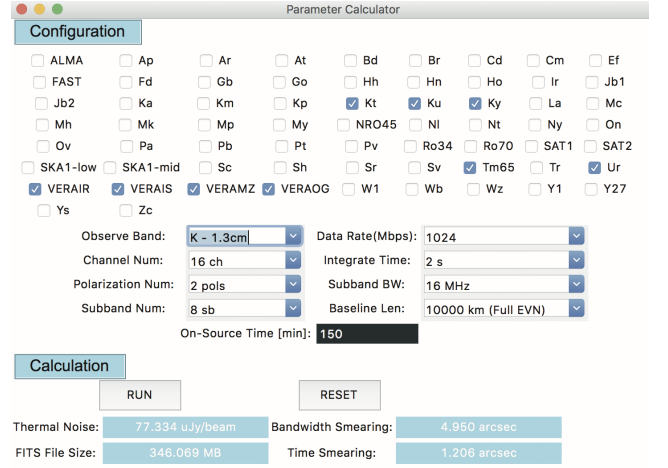 Parameter Calculator
Configuration
ALMA Ap Ar At Bd Br Cd Cm Ef
FAST Fd Gb Go Hh Hn Ho Ir Jb1
Jb2 Ka Km Kp Kt Ku Ky La Mc
Mh Mk Mp My NRO45 Nl Nt Ny On
Ov Pa Pb Pt Pv Ro34 Ro70 SAT1 SAT2
SKA1-low SKA1-mid Sc Sh Sr Sv Tm65 Tr Ur
VERAIR VERAIS VERAMZ VERAOG W1 Wb Wz Y1 Y27
Ys Zc
Observe Band: K - 1.3cm Data Rate(Mbps): 1024
Channel Num: 16 ch Integrate Time: 2 s
Polarization Num: 2 pols Subband BW: 16 MHz
Subband Num: 8 sb Baseline Len: 10000 km (Full EVN)
On-Source Time [min]: 150
Calculation
RUN RESET
Thermal Noise: 77.334 uJy/beam Bandwidth Smearing: 4.950 arcsec
FITS File Size: 346.069 MB Time Smearing: 1.206 arcsec